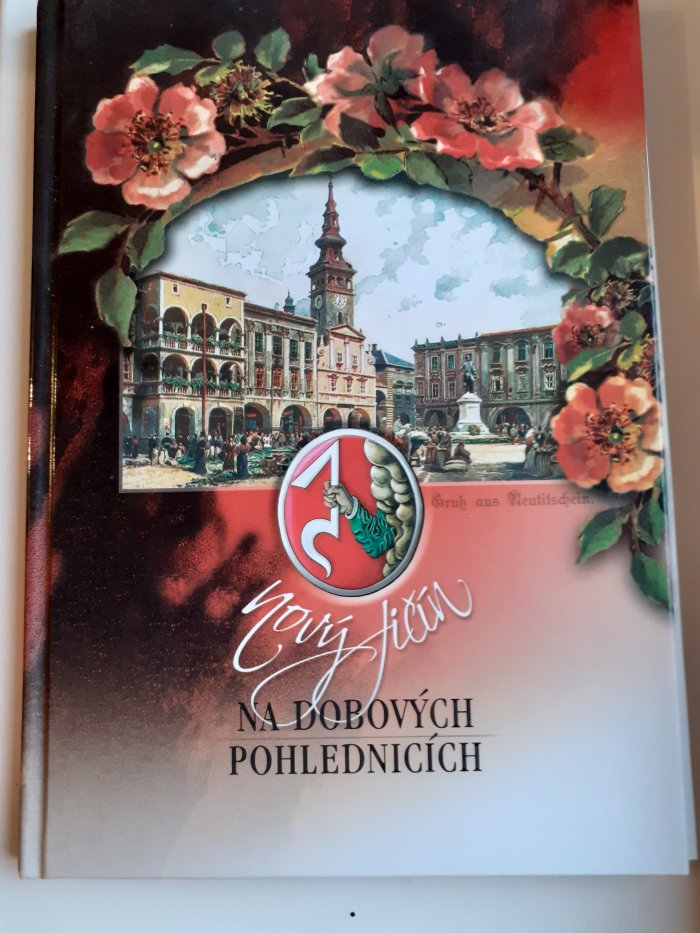 Gruß aus Neutitschein.
Nový Jičín
NA DOBOVÝCH
POHLEDNICÍCH